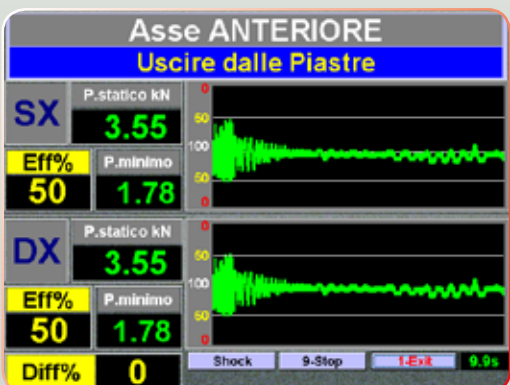 Asse ANTERIORE
Uscire dalle Piastre
SX
P.statico kN
3.55
Eff%
50
P.minimo
1.78
0
50
100
50
0
DX
P.statico kN
3.55
Eff%
50
P.minimo
1.78
0
50
100
50
0
Diff%
0
Shock
9-Stop
1-Exit
9.9s